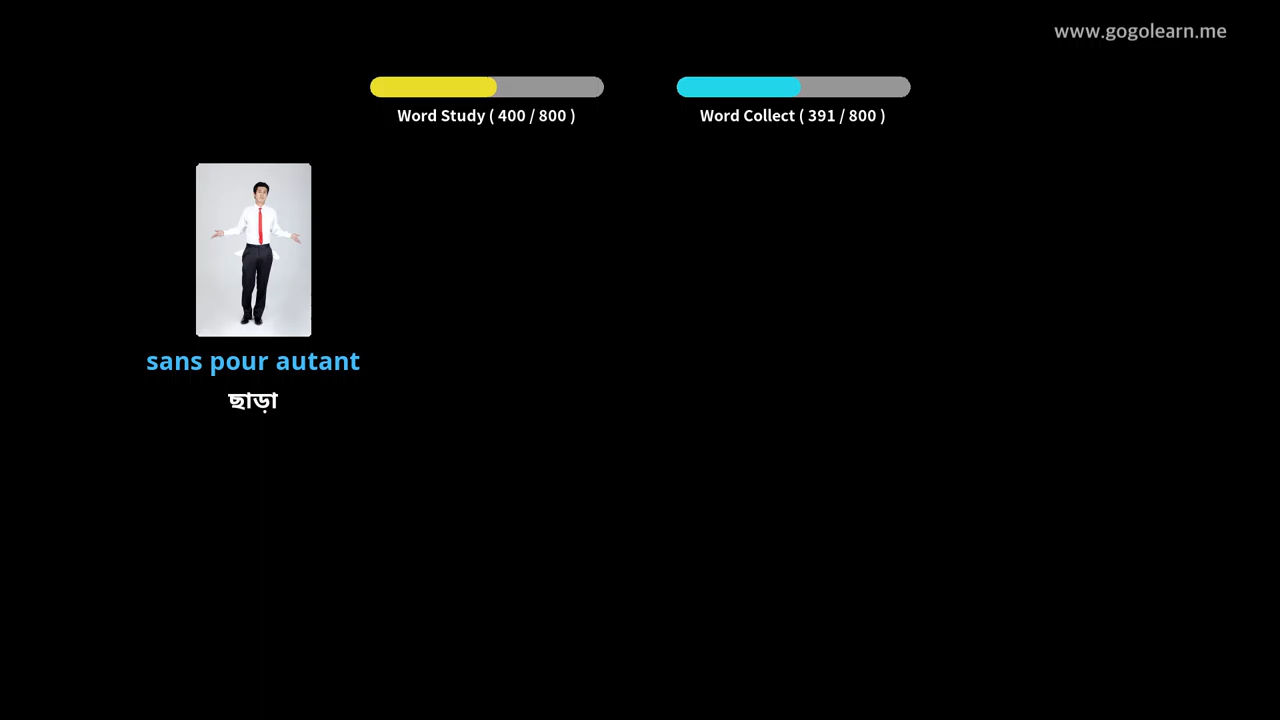 www.gogolearn.me
Word Study ( 400 / 800 )
Word Collect ( 391 / 800 )
sans pour autant
ছাড়া